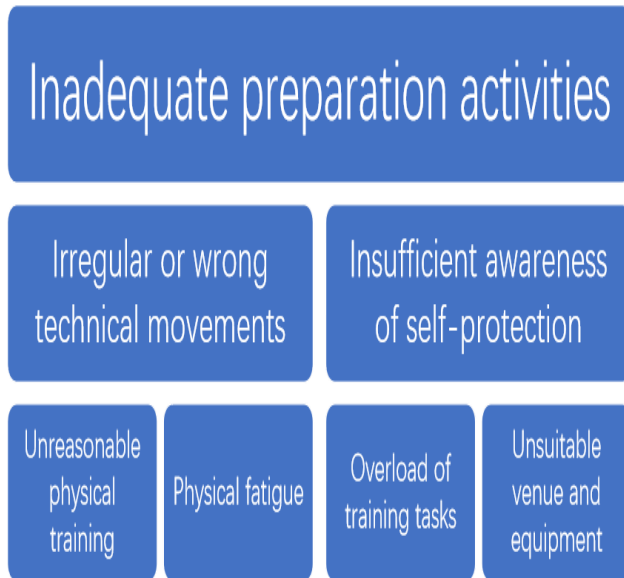 Inadequate preparation activities
Irregular or wrong
technical movements
Insufficient awareness
of self-protection
Unreasonable
physical
training
Physical fatigue
Overload of
training tasks
Unsuitable
venue and
equipment